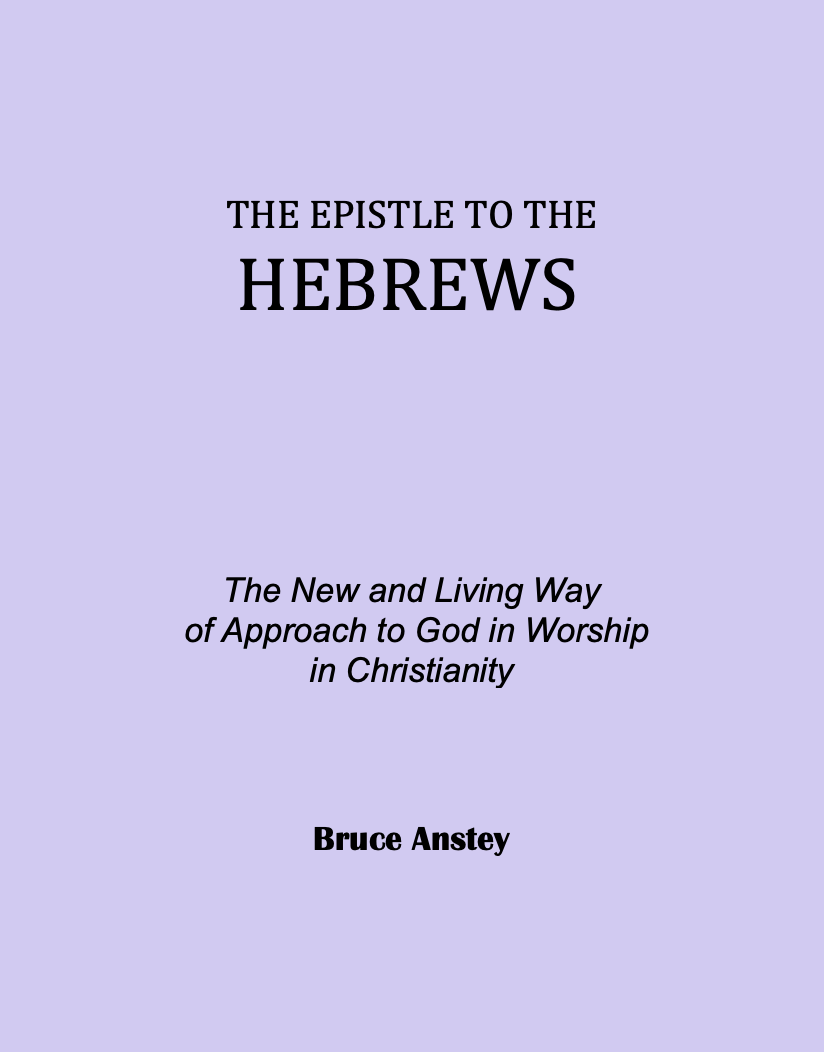 THE EPISTLE TO THE
HEBREWS
The New and Living Way
of Approach to God in Worship
in Christianity
Bruce Anstey